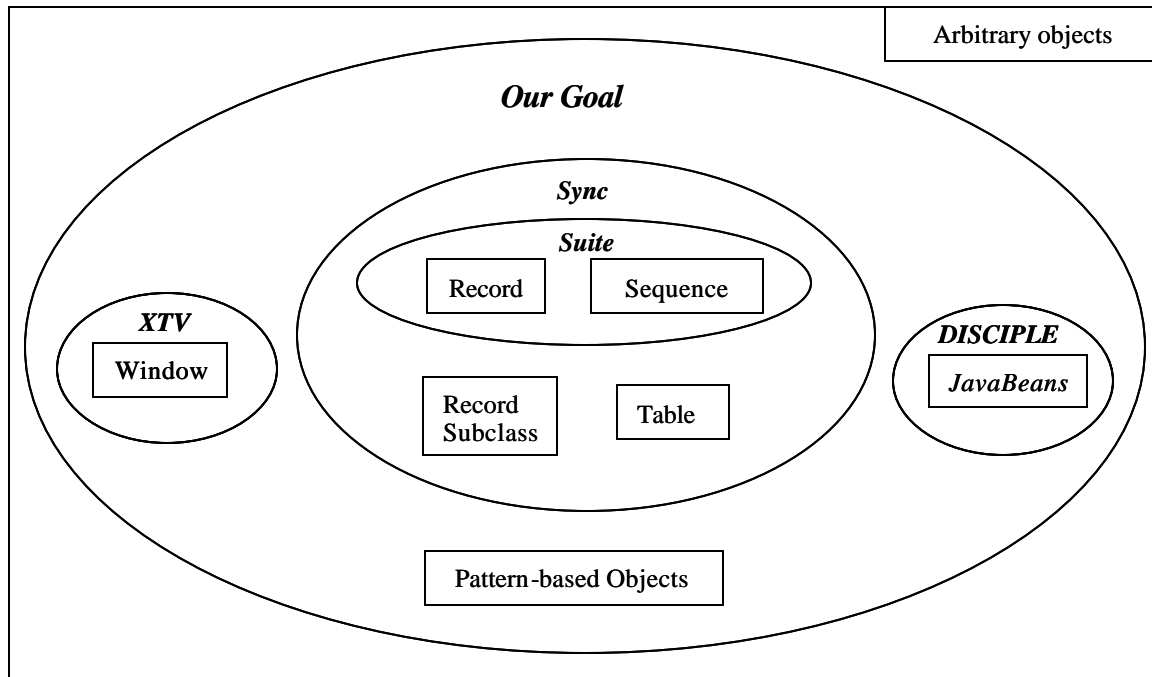 Arbitrary objects
Our Goal
Sync
Suite
Record
Sequence
XTV
Window
DISCIPLE
JavaBeans
Record
Subclass
Table
Pattern-based Objects